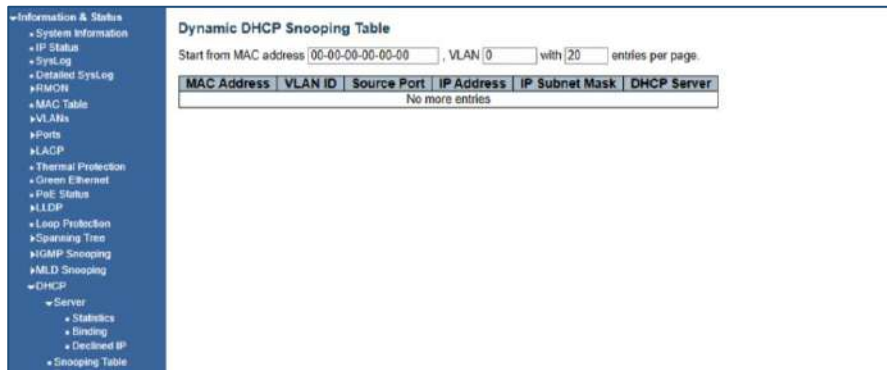 Information & Status
System Information
IP Status
SysLog
Detailed SysLog
RMON
MAC Table
VLANs
Ports
LACP
Thermal Protection
Green Ethernet
PoE Status
LLDP
Loop Protection
Spanning Tree
IGMP Snooping
MLD Snooping
DHCP
Server
Statistics
Binding
Declined IP
Snooping Table
Dynamic DHCP Snooping Table
Start from MAC address 00-00-00-00-00-00 , VLAN 0 with 20 entries per page.
MAC Address VLAN ID Source Port IP Address IP Subnet Mask DHCP Server
No more entries